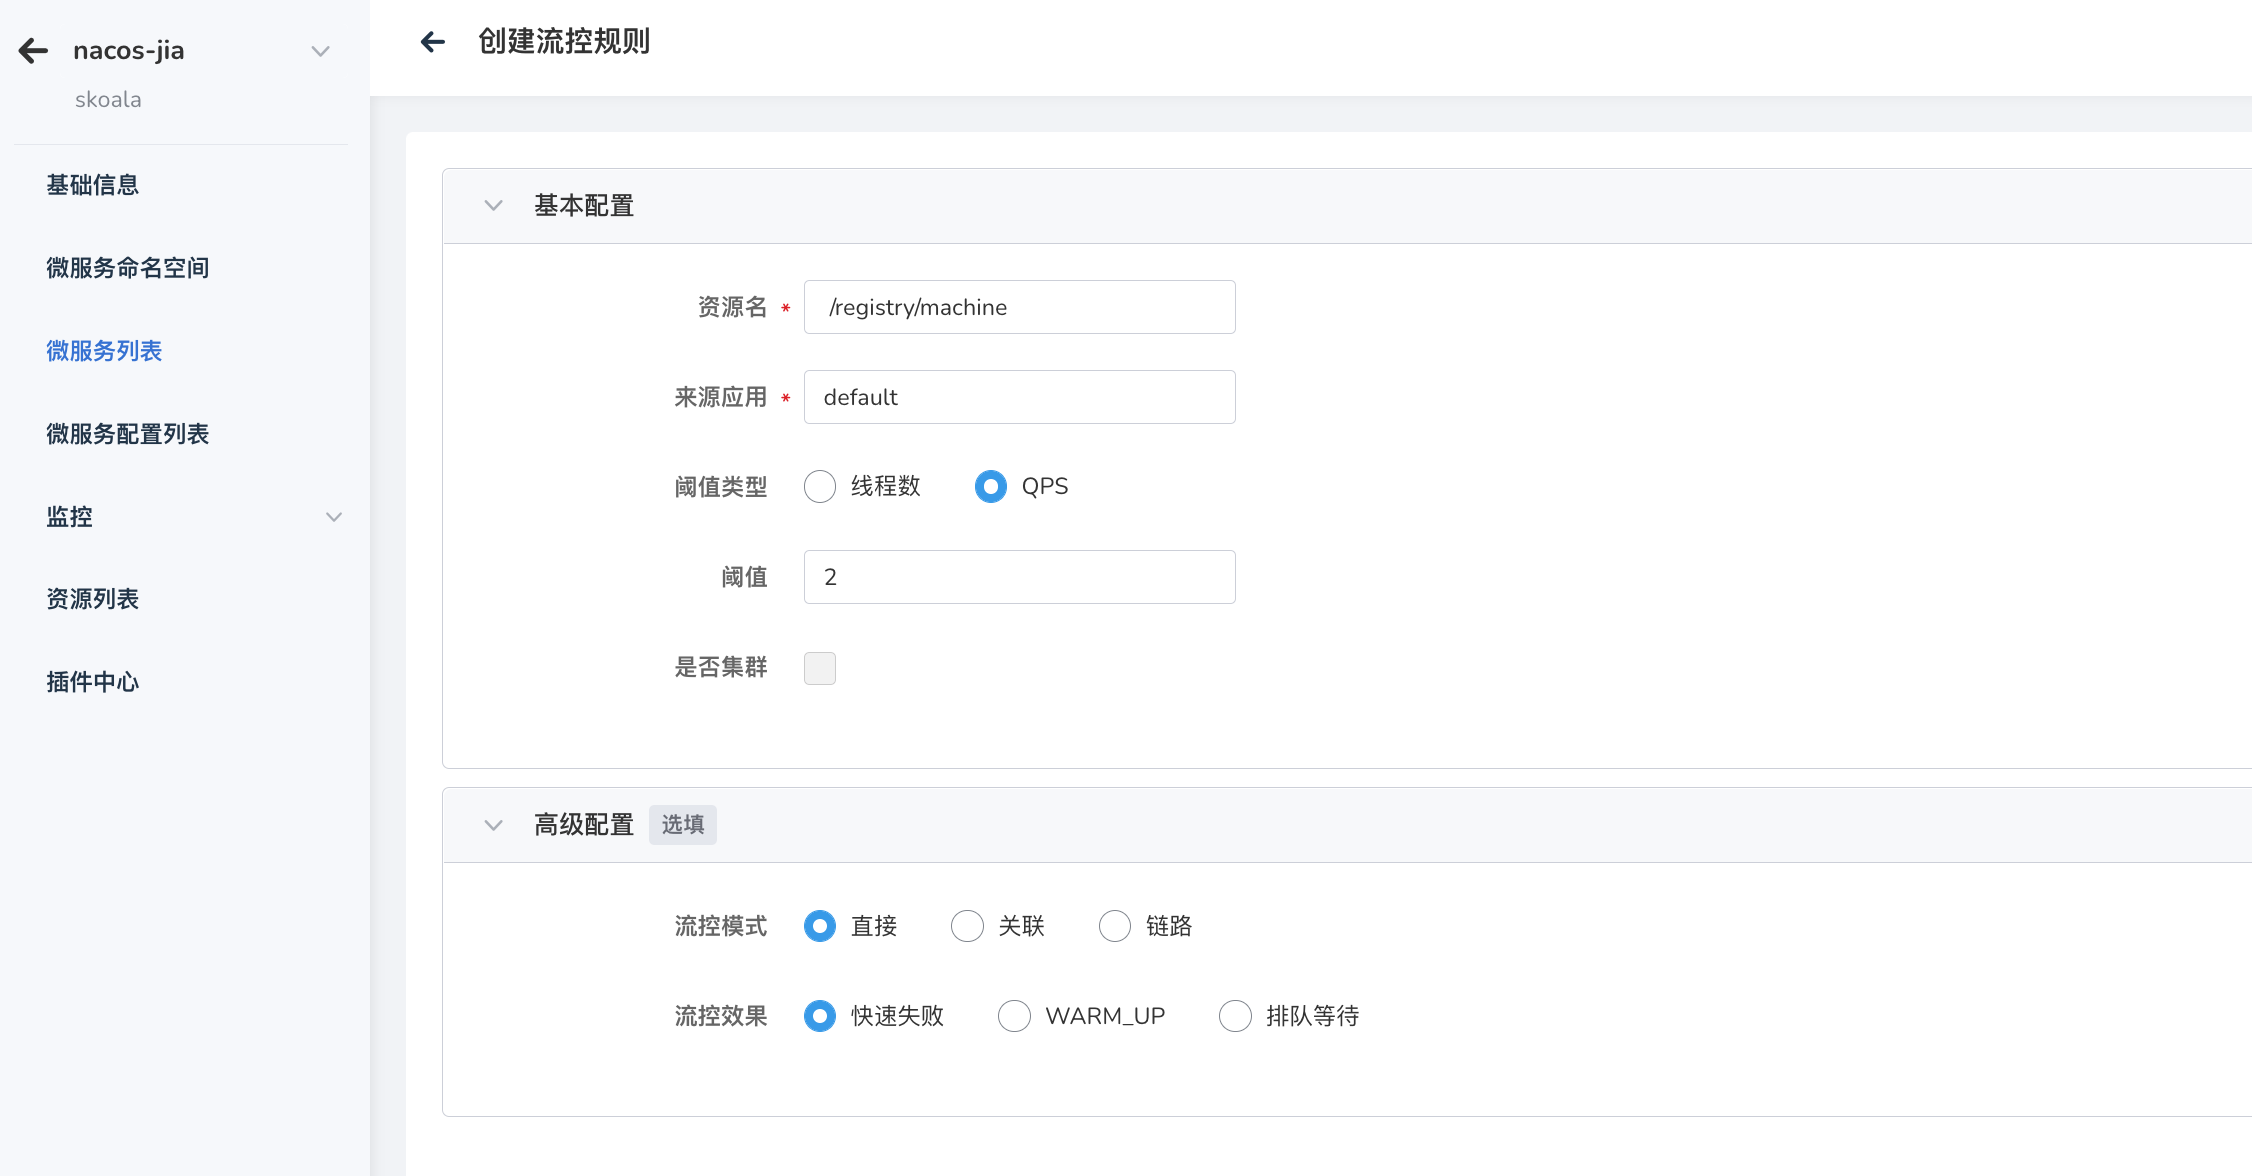 nacos-jia
skoala
基础信息
微服务命名空间
微服务列表
微服务配置列表
监控
资源列表
插件中心
创建流控规则
基本配置
资源名 * /registry/machine
来源应用 * default
阈值类型 线程数 QPS
阈值 2
是否集群
高级配置 选填
流控模式 直接 关联 链路
流控效果 快速失败 WARM_UP 排队等待